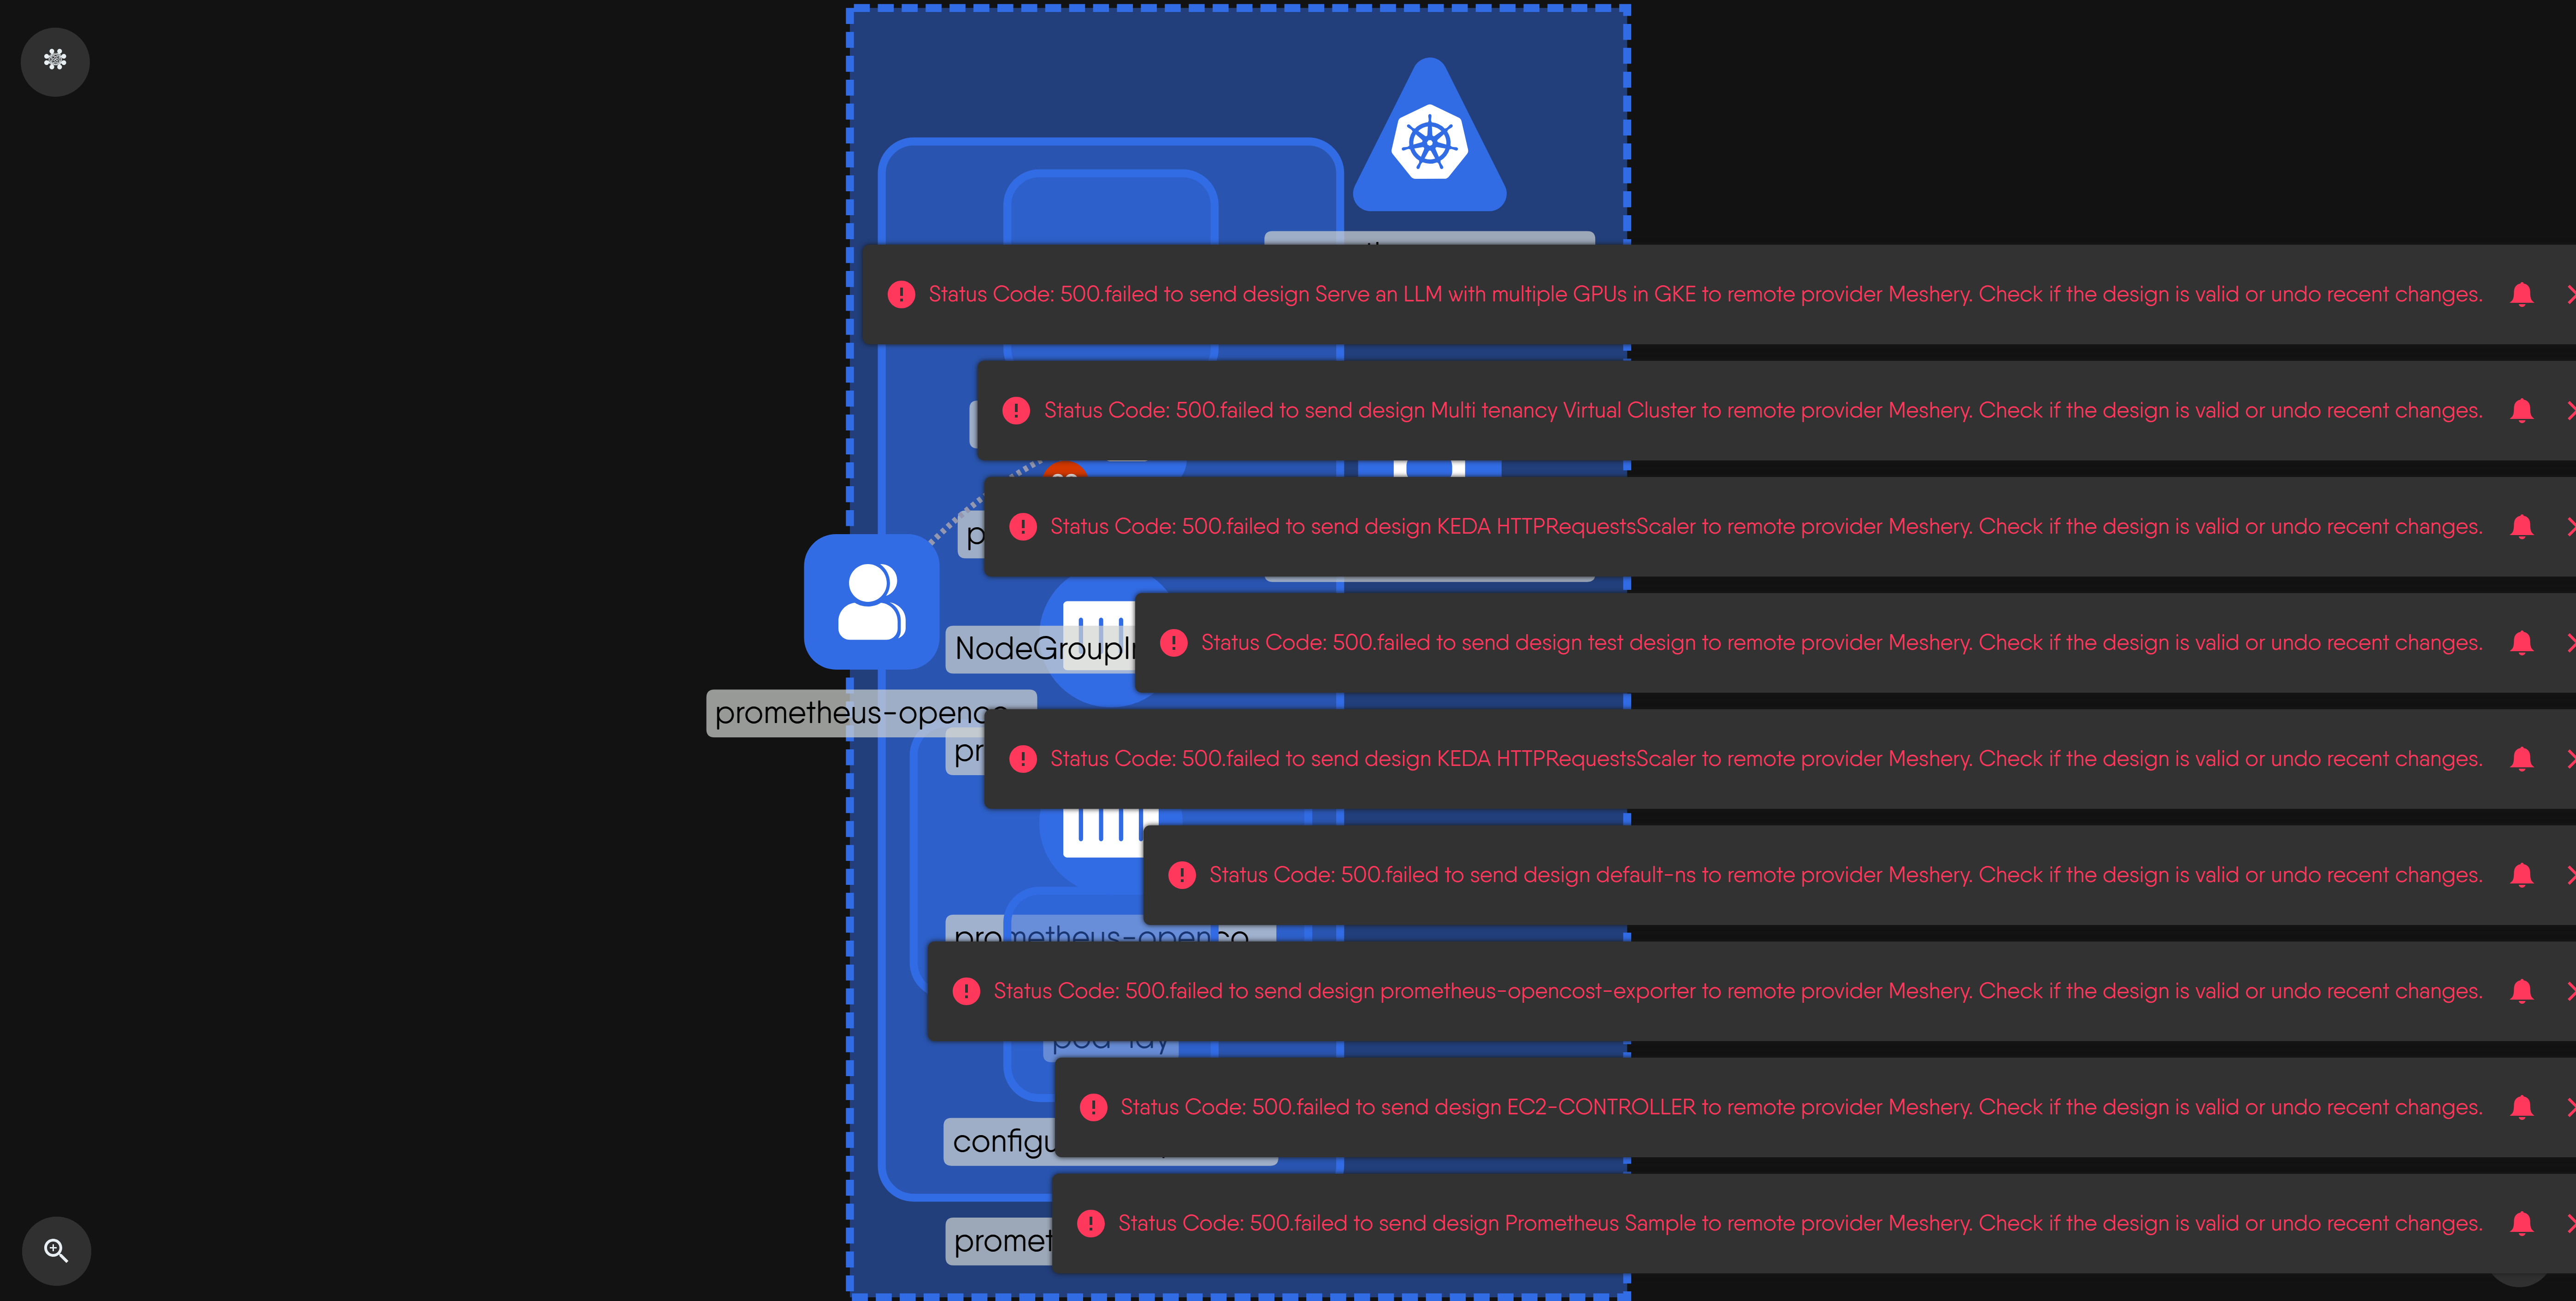 Status Code: 500.failed to send design Serve an LLM with multiple GPUs in GKE to remote provider Meshery. Check if the design is valid or undo recent changes.
Status Code: 500.failed to send design Multi tenancy Virtual Cluster to remote provider Meshery. Check if the design is valid or undo recent changes.
Status Code: 500.failed to send design KEDA HTTPRequestsScaler to remote provider Meshery. Check if the design is valid or undo recent changes.
Status Code: 500.failed to send design test design to remote provider Meshery. Check if the design is valid or undo recent changes.
prometheus-openco
Status Code: 500.failed to send design KEDA HTTPRequestsScaler to remote provider Meshery. Check if the design is valid or undo recent changes.
Status Code: 500.failed to send design default-ns to remote provider Meshery. Check if the design is valid or undo recent changes.
prometheus-openco
Status Code: 500.failed to send design prometheus-opencost-exporter to remote provider Meshery. Check if the design is valid or undo recent changes.
Status Code: 500.failed to send design EC2-CONTROLLER to remote provider Meshery. Check if the design is valid or undo recent changes.
Status Code: 500.failed to send design Prometheus Sample to remote provider Meshery. Check if the design is valid or undo recent changes.